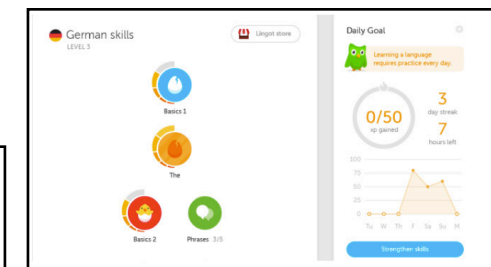 German skills
LEVEL 3
Lingot store
Basics 1
The
Basics 2
Phrases 3/5
Daily Goal
Learning a language
requires practice every day.
0/50
xp gained
3
day streak
7
hours left
100
75
50
25
0
Tu W Th F Sa Su M
Strengthen skills